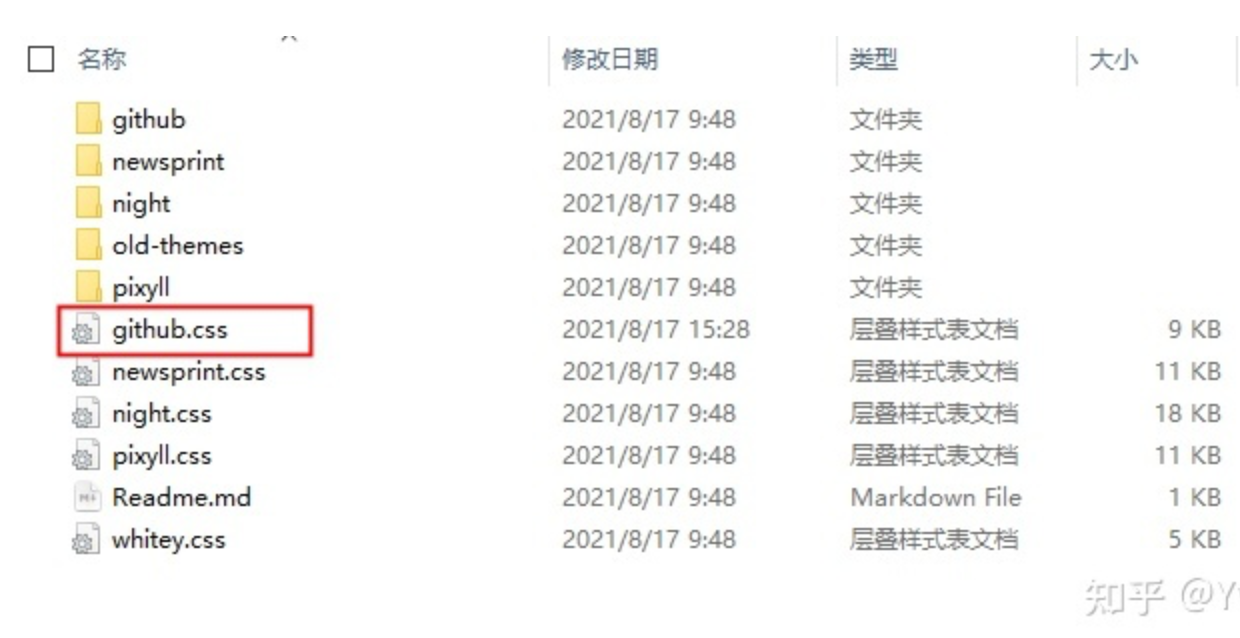 名称 修改日期 类型 大小
github 2021/8/17 9:48 文件夹
newsprint 2021/8/17 9:48 文件夹
night 2021/8/17 9:48 文件夹
old-themes 2021/8/17 9:48 文件夹
pixyll 2021/8/17 9:48 文件夹
github.css 2021/8/17 15:28 层叠样式表文档 9 KB
newsprint.css 2021/8/17 9:48 层叠样式表文档 11 KB
night.css 2021/8/17 9:48 层叠样式表文档 18 KB
pixyll.css 2021/8/17 9:48 层叠样式表文档 11 KB
Readme.md 2021/8/17 9:48 Markdown File 1 KB
whitey.css 2021/8/17 9:48 层叠样式表文档 5 KB
知乎